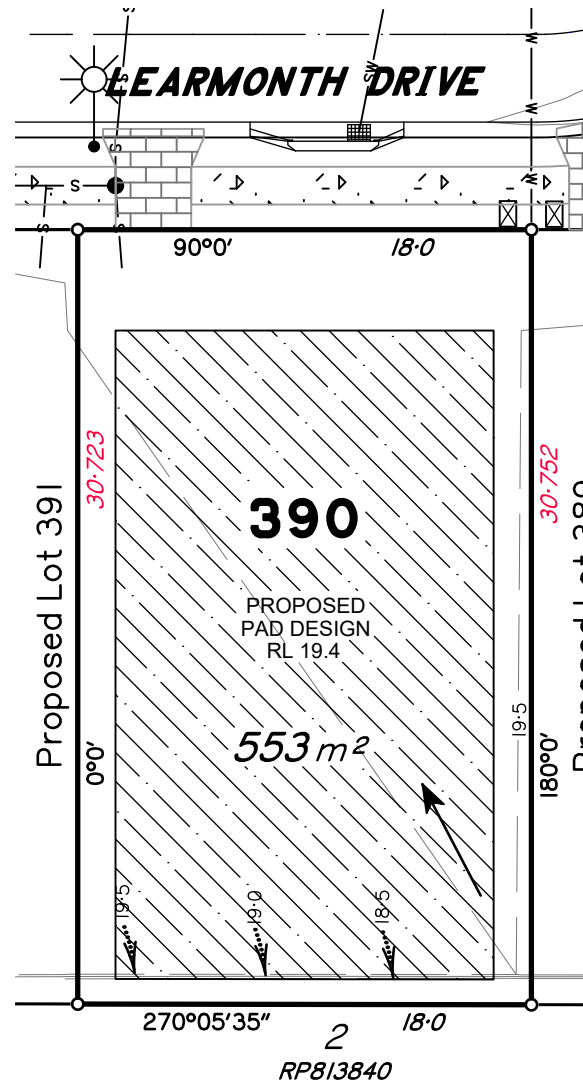 LEARMONTH DRIVE
S
S
S
SW
W
W
W
S
S
S
S
90°0'
18·0
30·723
30·752
Proposed Lot 391
390
PROPOSED
PAD DESIGN
RL 19.4
553 m²
19·5
0°0'
180°0'
19·5
19·0
18·5
270°05'35"
18·0
2
RP813840